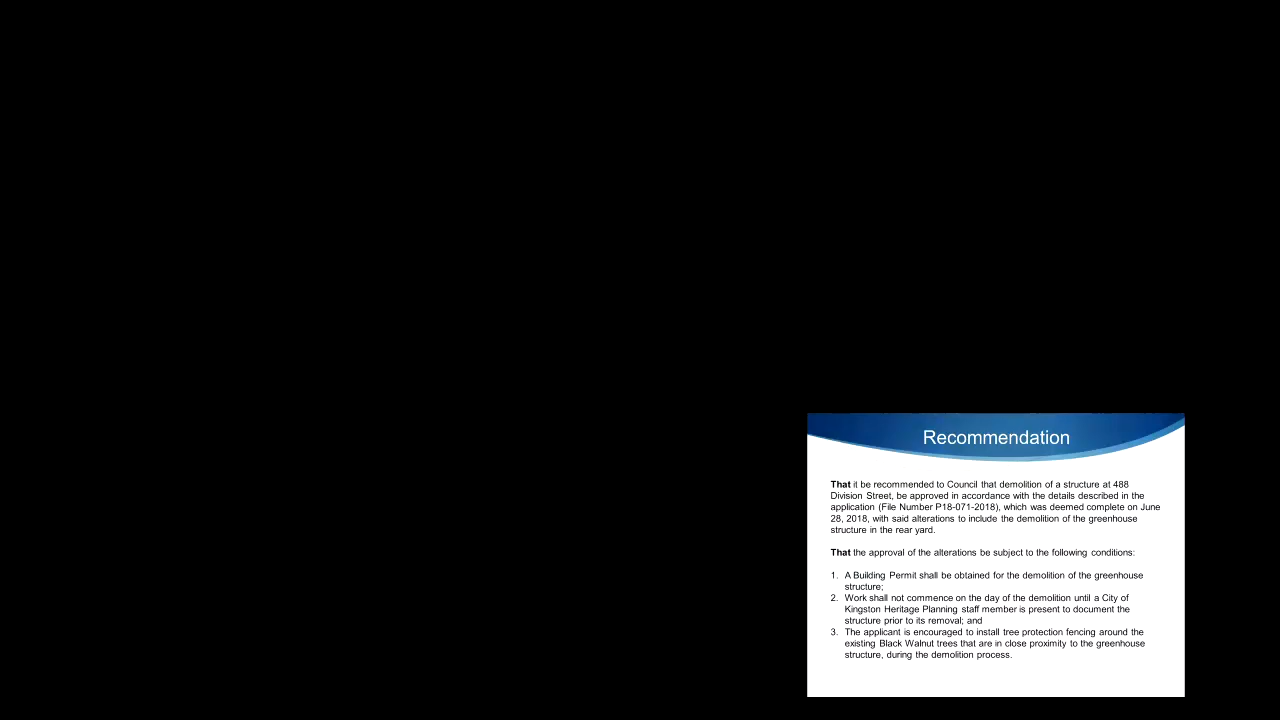 Recommendation
That it be recommended to Council that demolition of a structure at 488
Division Street, be approved in accordance with the details described in the
application (File Number P18-071-2018), which was deemed complete on June
28, 2018, with said alterations to include the demolition of the greenhouse
structure in the rear yard.
That the approval of the alterations be subject to the following conditions:
1. A Building Permit shall be obtained for the demolition of the greenhouse
structure;
2. Work shall not commence on the day of the demolition until a City of
Kingston Heritage Planning staff member is present to document the
structure prior to its removal; and
3. The applicant is encouraged to install tree protection fencing around the
existing Black Walnut trees that are in close proximity to the greenhouse
structure, during the demolition process.